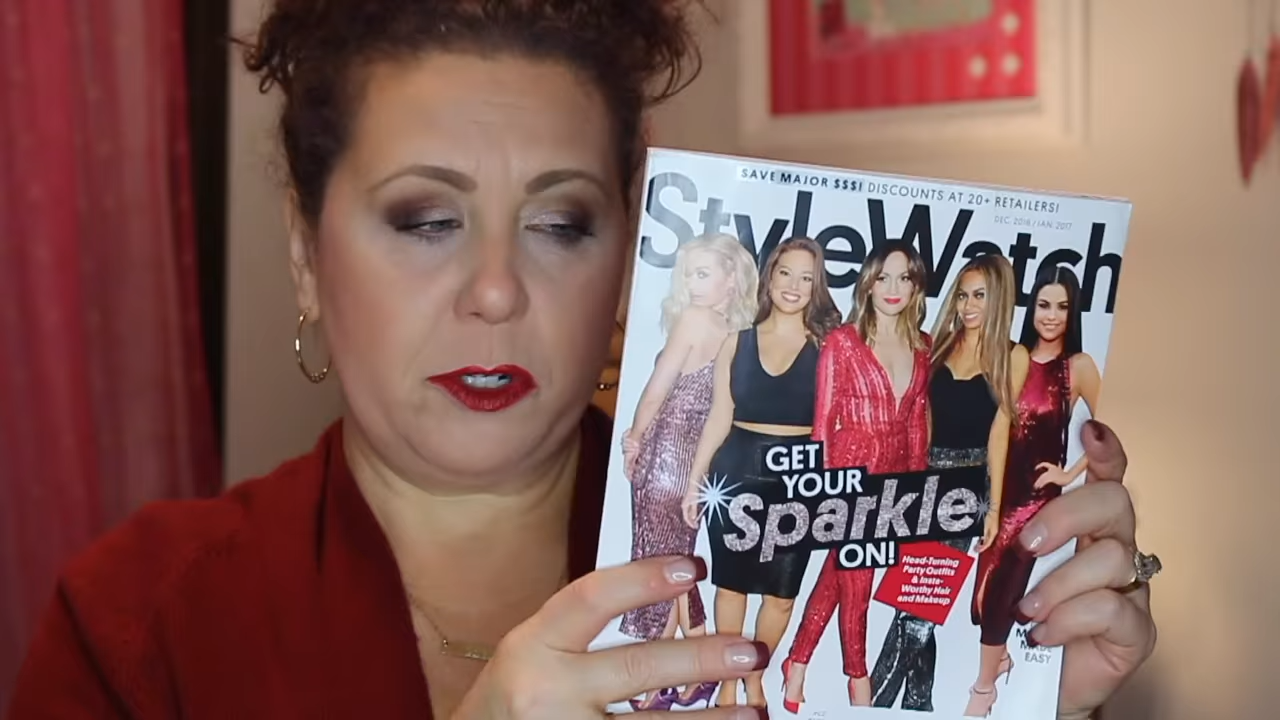 SAVE MAJOR $$$! DISCOUNTS AT 20+ RETAILERS!
StyleWatch
DEC. 2016 / JAN. 2017
GET
YOUR
Sparkle
ON!
Head-Turning
Party Outfits
& Insta-
Worthy Hair
and Makeup
MADE
EASY